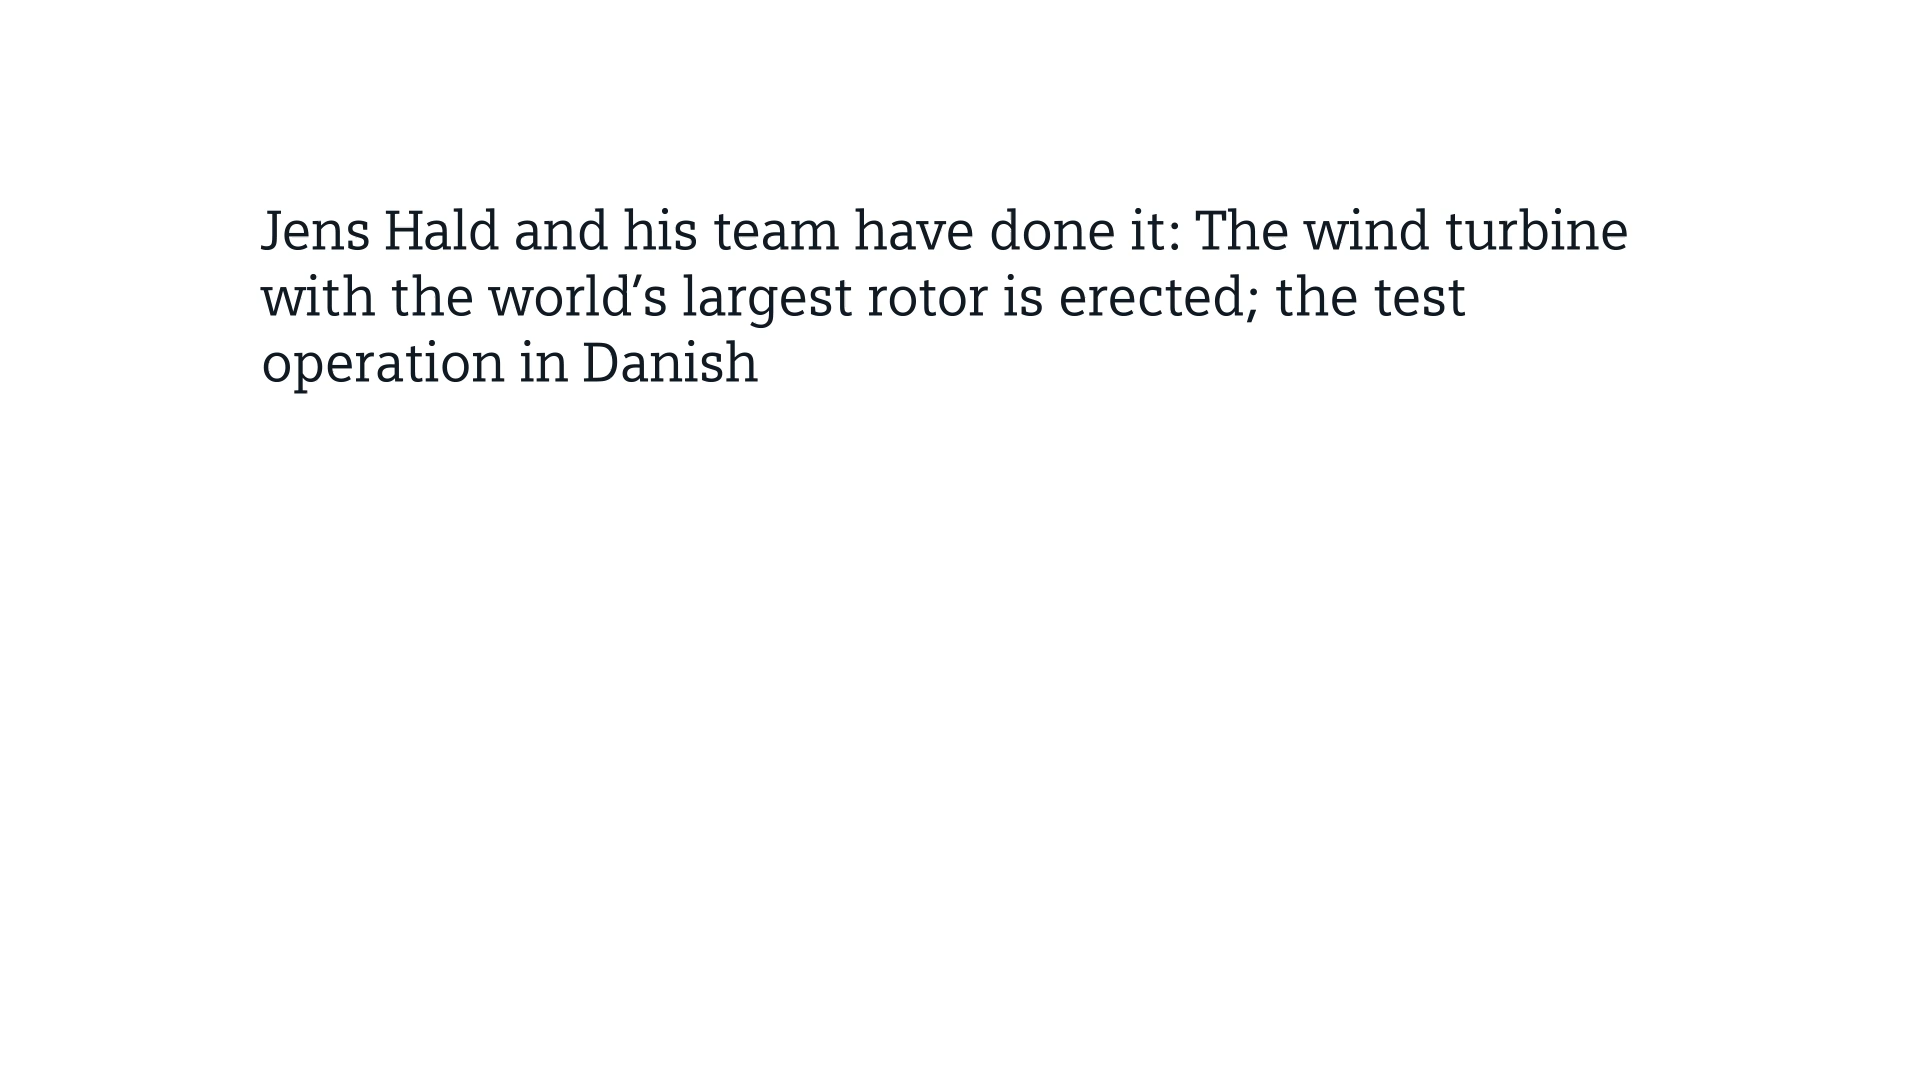 Jens Hald and his team have done it: The wind turbine
with the world’s largest rotor is erected; the test
operation in Danish